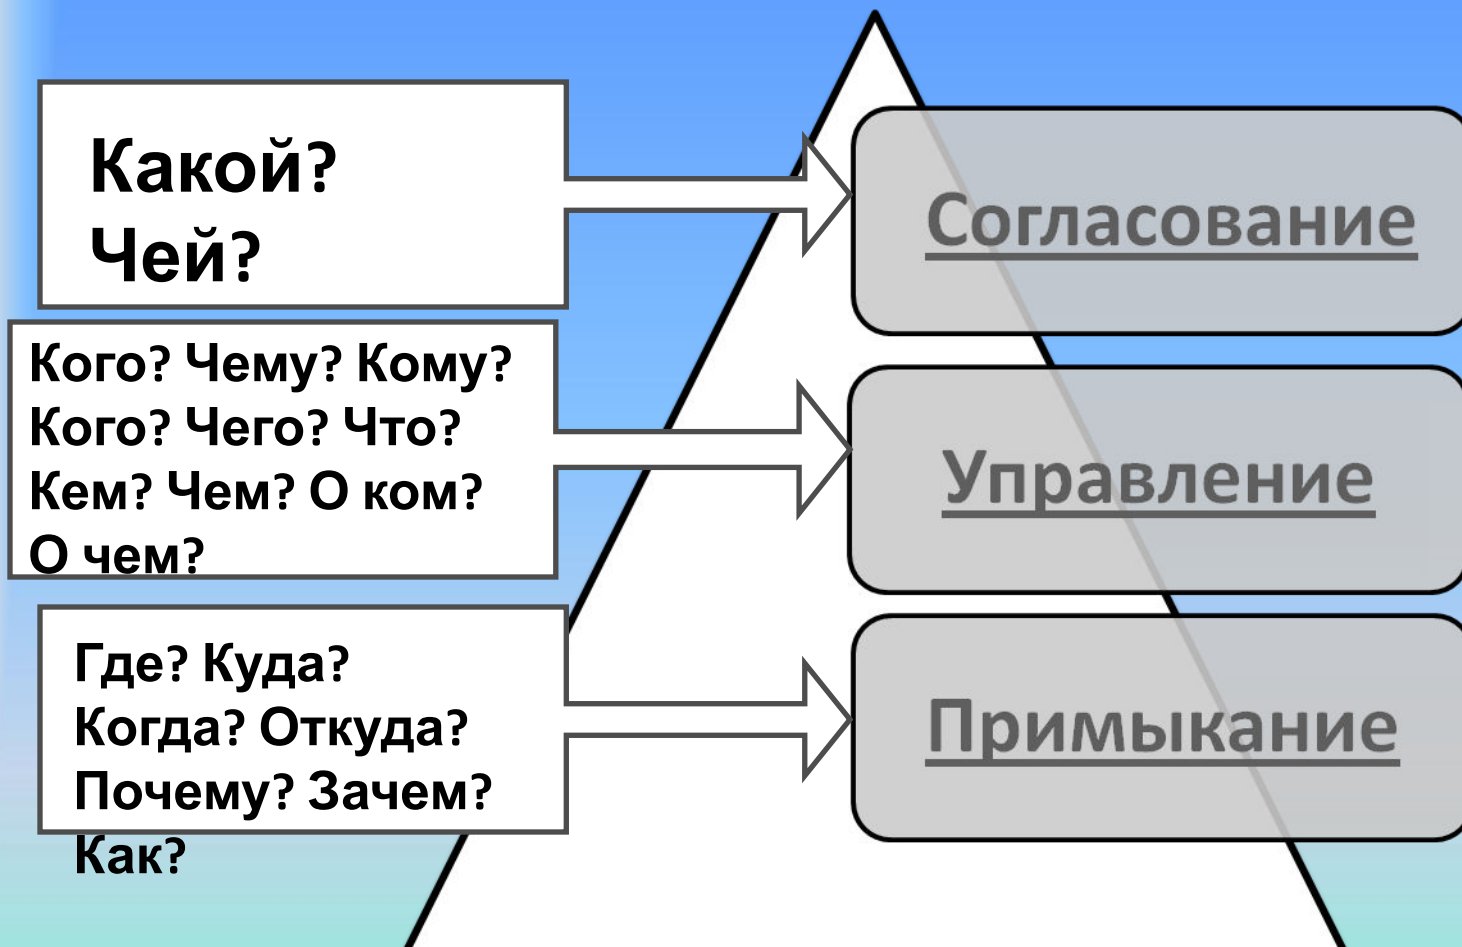 Какой?
Чей?
Согласование
Кого? Чему? Кому?
Кого? Чего? Что?
Кем? Чем? О ком?
О чем?
Управление
Где? Куда?
Когда? Откуда?
Почему? Зачем?
Как?
Примыкание